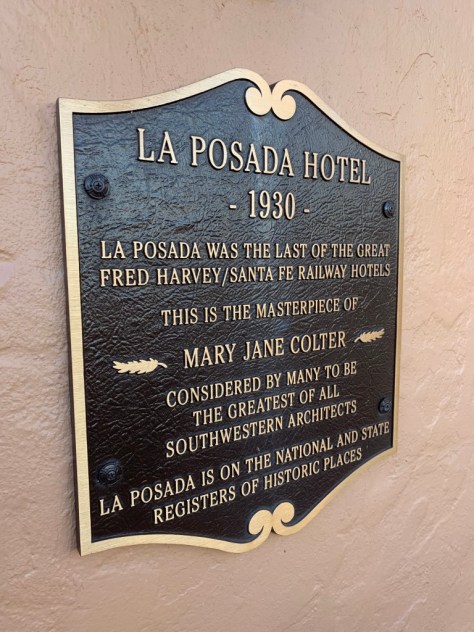 LA POSADA HOTEL
- 1930 -
LA POSADA WAS THE LAST OF THE GREAT
FRED HARVEY/SANTA FE RAILWAY HOTELS
THIS IS THE MASTERPIECE OF
MARY JANE COLTER
CONSIDERED BY MANY TO BE
THE GREATEST OF ALL
SOUTHWESTERN ARCHITECTS
LA POSADA IS ON THE NATIONAL AND STATE
REGISTERS OF HISTORIC PLACES